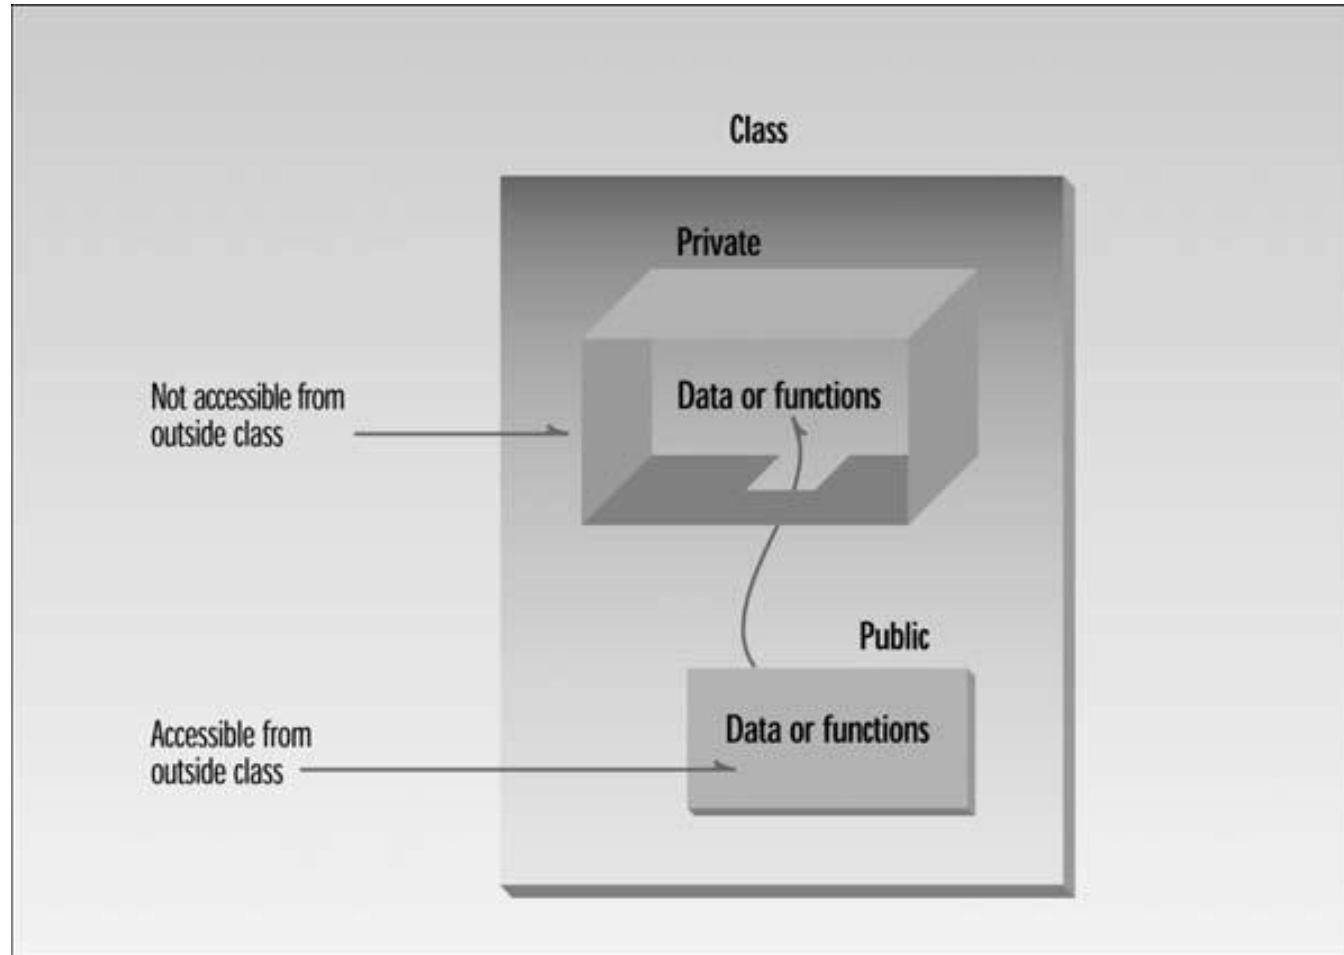 Class
Private
Data or functions
Not accessible from
outside class
Public
Data or functions
Accessible from
outside class